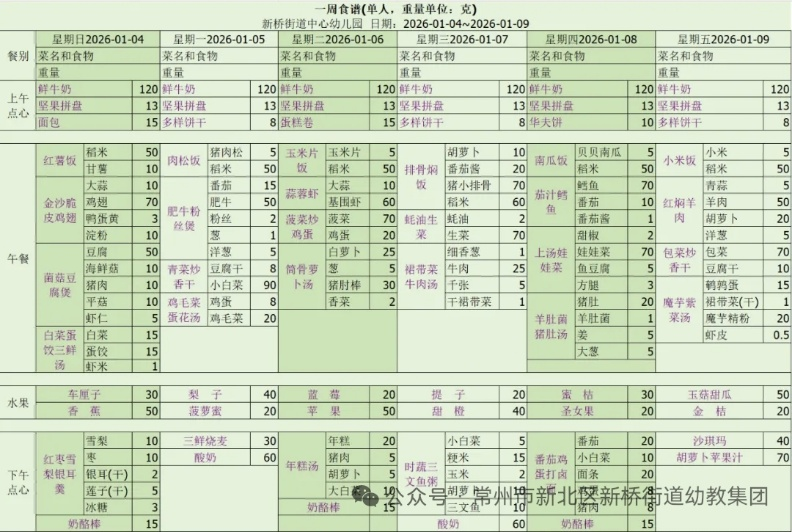 一周食谱(单人，重量单位：克)
新桥街道中心幼儿园 日期：2026-01-04~2026-01-09
餐别 星期日2026-01-04 星期一2026-01-05 星期二2026-01-06 星期三2026-01-07 星期四2026-01-08 星期五2026-01-09
菜名和食物 菜名和食物 菜名和食物 菜名和食物 菜名和食物 菜名和食物
重量 重量 重量 重量 重量 重量
上午点心
鲜牛奶 120 鲜牛奶 120 鲜牛奶 120 鲜牛奶 120 鲜牛奶 120 鲜牛奶 120
坚果拼盘 13 坚果拼盘 13 坚果拼盘 13 坚果拼盘 13 坚果拼盘 13 坚果拼盘 13
面包 15 多样饼干 8 蛋糕卷 15 多样饼干 8 华夫饼 10 多样饼干 8
午餐
红薯饭 稻米 50
甘薯 10
金沙脆皮鸡翅 大蒜 10
鸡翅 70
鸭蛋黄 3
淀粉 10
菌菇豆腐煲 豆腐 50
海鲜菇 10
猪肉 10
平菇 10
虾仁 5
白菜蛋饺三鲜汤 白菜 15
蛋饺 15
虾米 1
肉松饭 猪肉松 5
稻米 50
肥牛粉丝煲 番茄 15
肥牛 50
粉丝 2
葱 1
洋葱 5
青菜炒香干 豆腐干 8
小白菜 90
鸡毛菜蛋花汤 鸡蛋 8
鸡毛菜 20
玉米片饭 玉米片 5
稻米 50
蒜蓉虾 大蒜 10
基围虾 60
菠菜炒鸡蛋 菠菜 70
鸡蛋 20
筒骨萝卜汤 白萝卜 25
葱 5
猪肘棒 30
香菜 2
排骨焖饭 胡萝卜 10
番茄酱 20
猪小排骨 70
稻米 60
蚝油生菜 蚝油 2
生菜 70
裙带菜牛肉汤 细香葱 1
牛肉 25
千张 5
干裙带菜 1
南瓜饭 贝贝南瓜 5
稻米 50
茄汁鳕鱼 鳕鱼 70
番茄 10
番茄酱 1
甜椒 2
上汤娃娃菜 娃娃菜 70
鱼豆腐 5
方腿 3
羊肚菌猪肚汤 猪肚 20
羊肚菌 1
姜 5
大葱 5
小米饭 小米 5
稻米 50
红焖羊肉 青蒜 5
羊肉 50
胡萝卜 20
洋葱 5
包菜炒香干 包菜 70
豆腐干 10
魔芋紫菜汤 鹌鹑蛋 15
裙带菜(干) 1
魔芋精粉 20
虾皮 0.5
水果
车厘子 30 梨子 40 蓝莓 20 提子 20 蜜桔 30 玉菇甜瓜 50
香蕉 50 菠萝蜜 20 苹果 50 甜橙 40 圣女果 20 金桔 20
下午点心
红枣雪梨银耳羹 雪梨 10
枣 10
银耳(干) 2
莲子(干) 5
冰糖 3
奶酪棒 15
三鲜烧麦 30
酸奶 60
年糕汤 年糕 20
猪肉 5
胡萝卜 5
大白菜
奶酪棒 15
时蔬三文鱼粥 小白菜 5
粳米 15
玉米 2
胡萝卜
三文鱼 10
酸奶 60
番茄鸡蛋打卤面 番茄 20
小白菜 10
面条 20
猪肉 8
奶酪棒 15
沙琪玛 40
胡萝卜苹果汁 70
公众号 常州市新北区新桥街道幼教集团